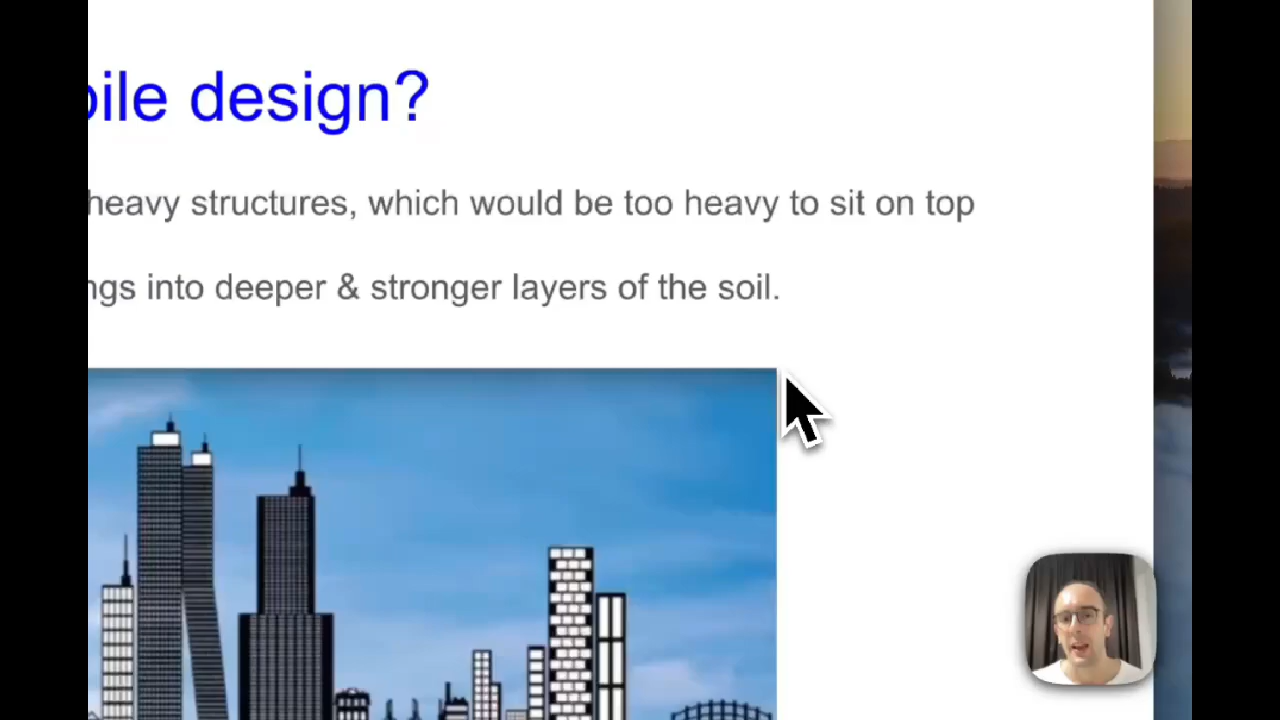 pile design?
heavy structures, which would be too heavy to sit on top
ngs into deeper & stronger layers of the soil.